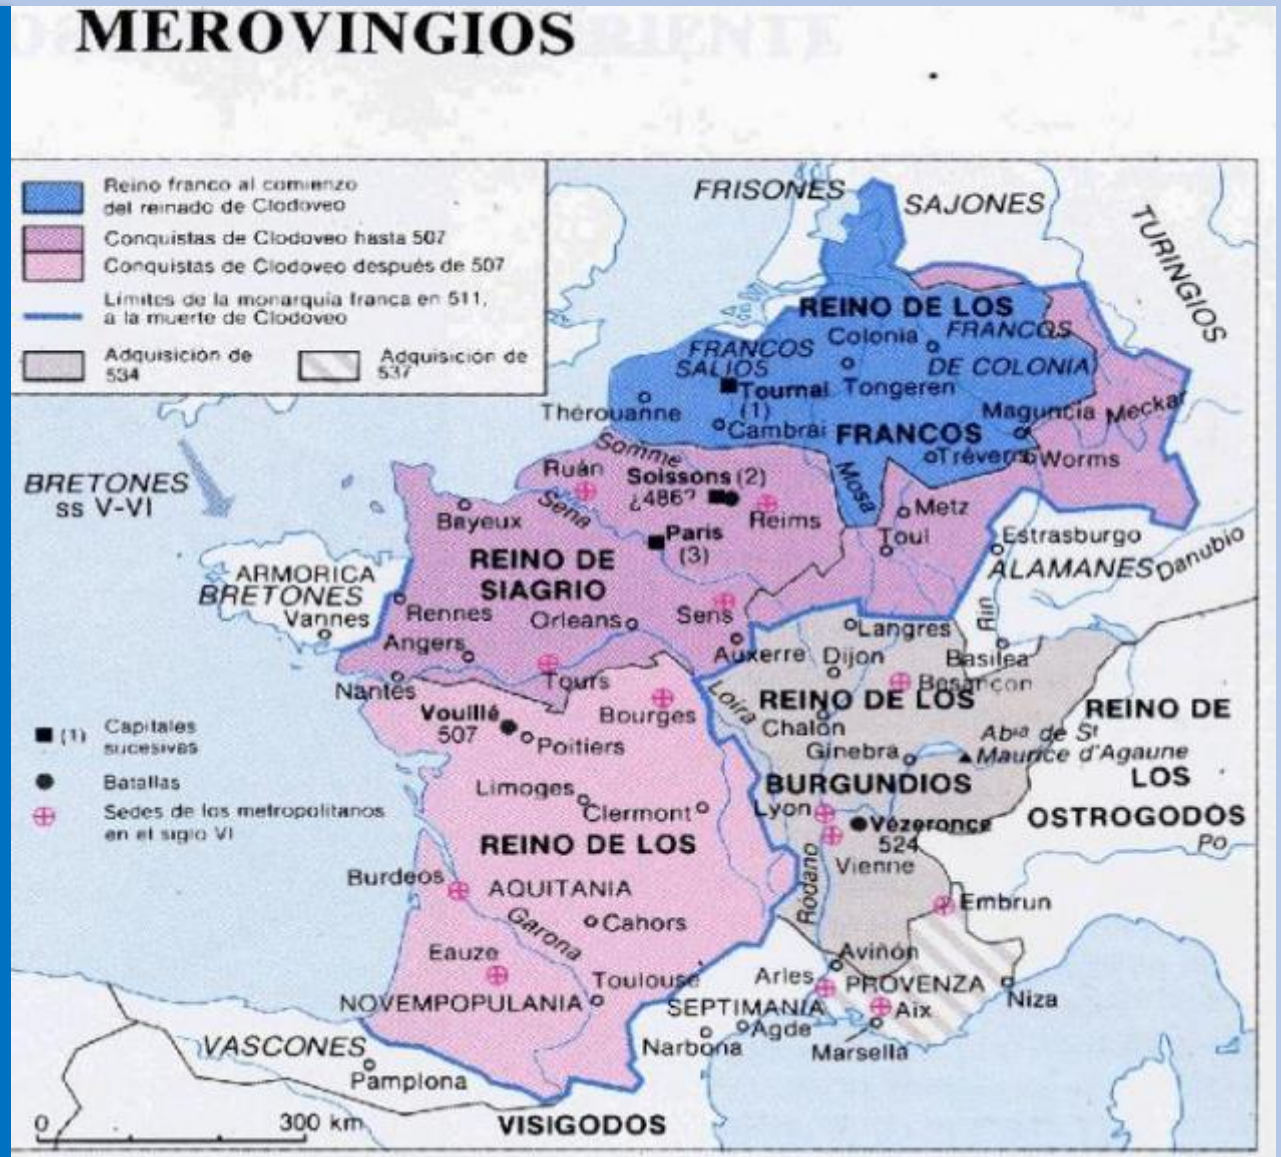 MEROVINGIOS
Reino franco al comienzo
del reinado de Clodoveo
Conquistas de Clodoveo hasta 507
Conquistas de Clodoveo después de 507
Límites de la monarquía franca en 511,
a la muerte de Clodoveo
Adquisición de
534
Adquisición de
537
FRISONES
SAJONES
TURINGIOS
REINO DE LOS
Colonia
FRANCOS
FRANCOS
SALIOS
DE COLONIA
Tournai
(1)
Tongeren
Thérouanne
Cambrai
FRANCOS
Maguncia
Meckar
Somme
Tréveris
Worms
Ruán
Soissons (2)
¿486?
Mosa
BRETONES
ss V-VI
Sena
Bayeux
Reims
Metz
Paris
(3)
Toul
Estrasburgo
REINO DE
SIAGRIO
ALAMANES
Danubio
ARMORICA
BRETONES
Vannes
Rennes
Orleans
Sens
Rin
Langres
Angers
Auxerre
Dijon
Basilea
Nantes
Tours
Loira
Besançon
REINO DE LOS
Bourges
Vouillé
507
Poitiers
Chalon
REINO DE
LOS
OSTROGODOS
Abia de St
Maurice d'Agaune
Ginebra
(1)
Capitales
sucesivas
Batallas
Sedes de los metropolitanos
en el siglo VI
Limoges
Clermont
BURGUNDIOS
Lyon
Vézeronce
524
Vienne
Po
REINO DE LOS
Burdeos
AQUITANIA
Ródano
Embrun
Garona
Cahors
Eauze
Aviñón
Toulouse
Arles
PROVENZA
NOVEMPOPULANIA
SEPTIMANIA
Aix
Niza
Agde
Narbona
Marsella
VASCONES
Pamplona
0
300 km
VISIGODOS